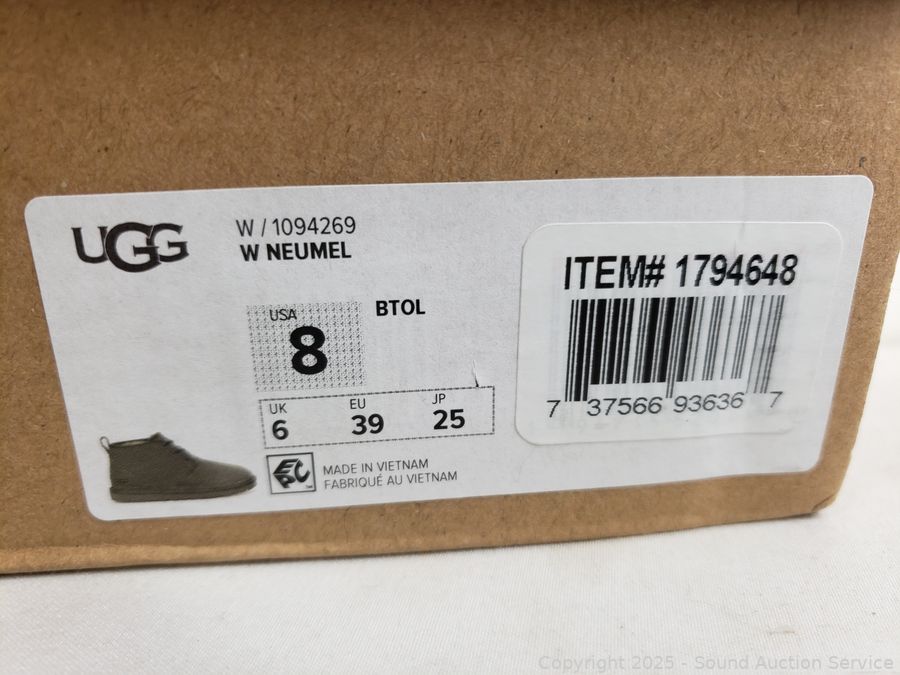 UGG
W / 1094269
W NEUMEL
USA
8
BTOL
UK
6
EU
39
JP
25
EPC
MADE IN VIETNAM
FABRIQUÉ AU VIETNAM
ITEM# 1794648
7 37566 93636 7
Copyright 2025 - Sound Auction Service